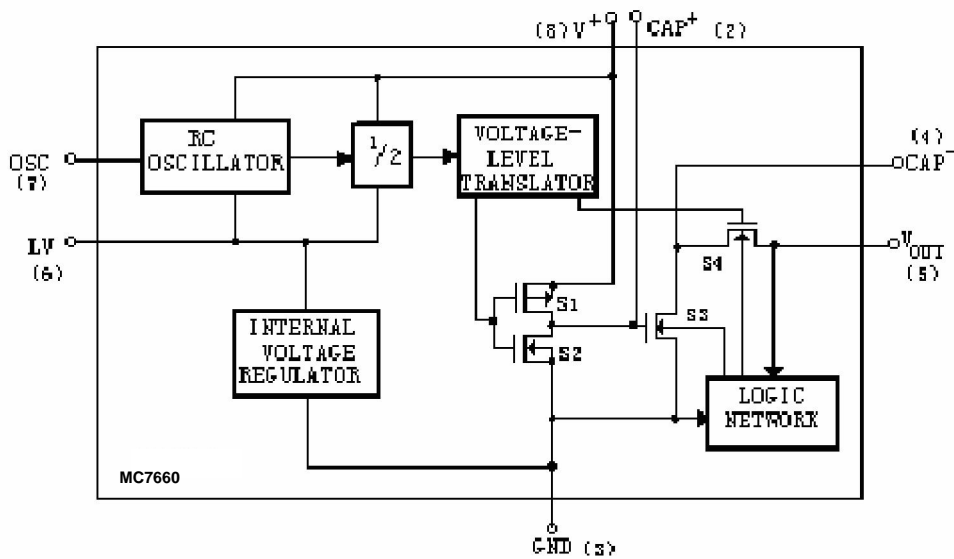 (8) V+
CAP+ (2)
RC
OSCILLATOR
1/2
VOLTAGE-
LEVEL
TRANSLATOR
OSC
(7)
(4)
CAP-
LV
(6)
VOUT
(5)
S4
S1
S3
S2
INTERNAL
VOLTAGE
REGULATOR
LOGIC
NETWORK
MC7660
GND (3)